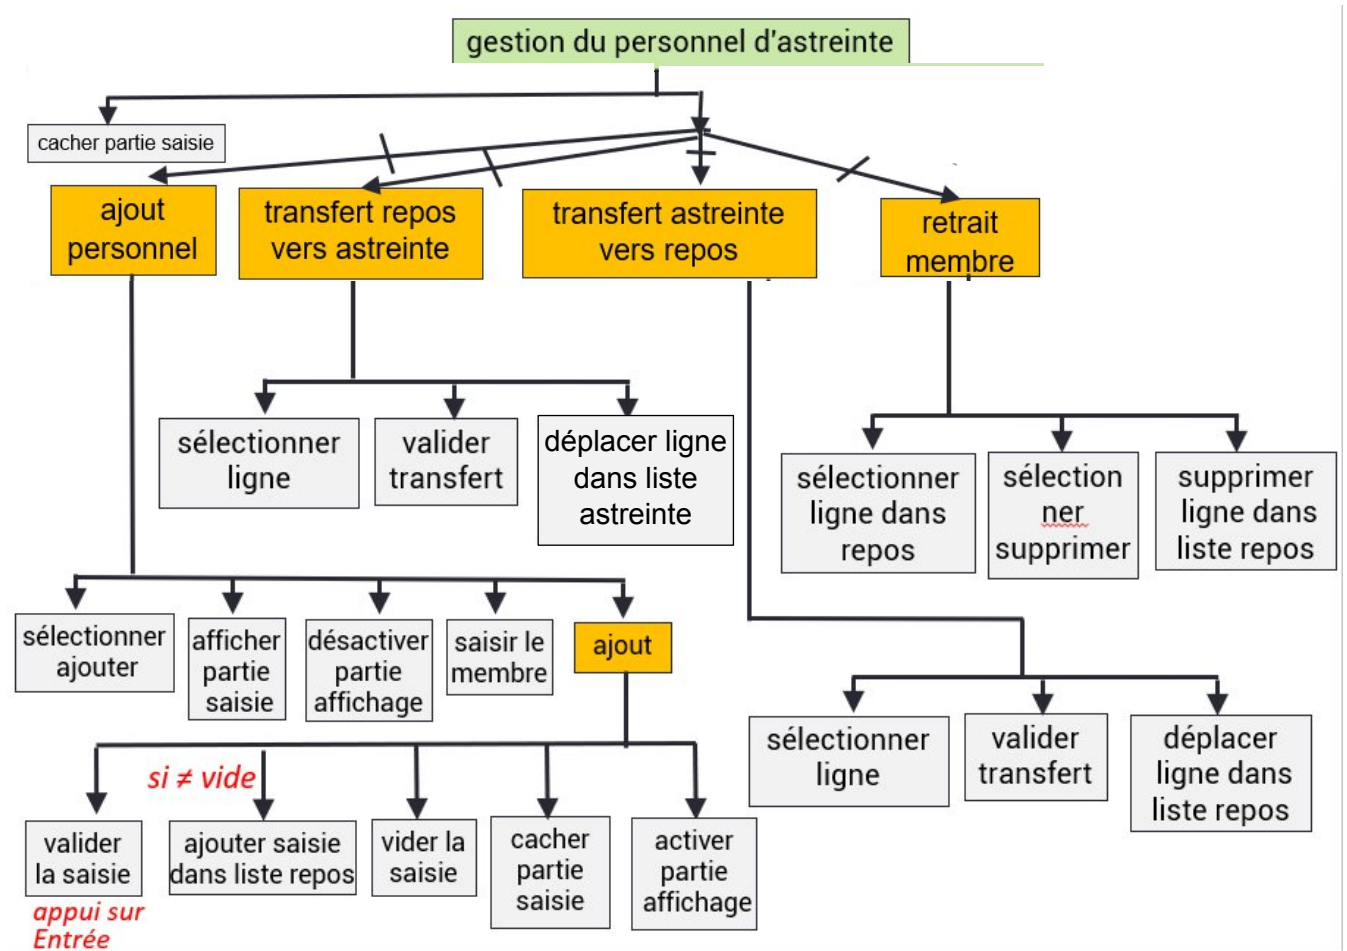 gestion du personnel d'astreinte
cacher partie saisie
ajout
personnel
transfert repos
vers astreinte
transfert astreinte
vers repos
retrait
membre
sélectionner
ligne
valider
transfert
déplacer ligne
dans liste
astreinte
sélectionner
ligne dans
repos
sélection
ner
supprimer
supprimer
ligne dans
liste repos
sélectionner
ajouter
afficher
partie
saisie
désactiver
partie
affichage
saisir le
membre
ajout
sélectionner
ligne
valider
transfert
déplacer
ligne dans
liste repos
si ≠ vide
valider
la saisie
ajouter saisie
dans liste repos
vider la
saisie
cacher
partie
saisie
activer
partie
affichage
appui sur
Entrée